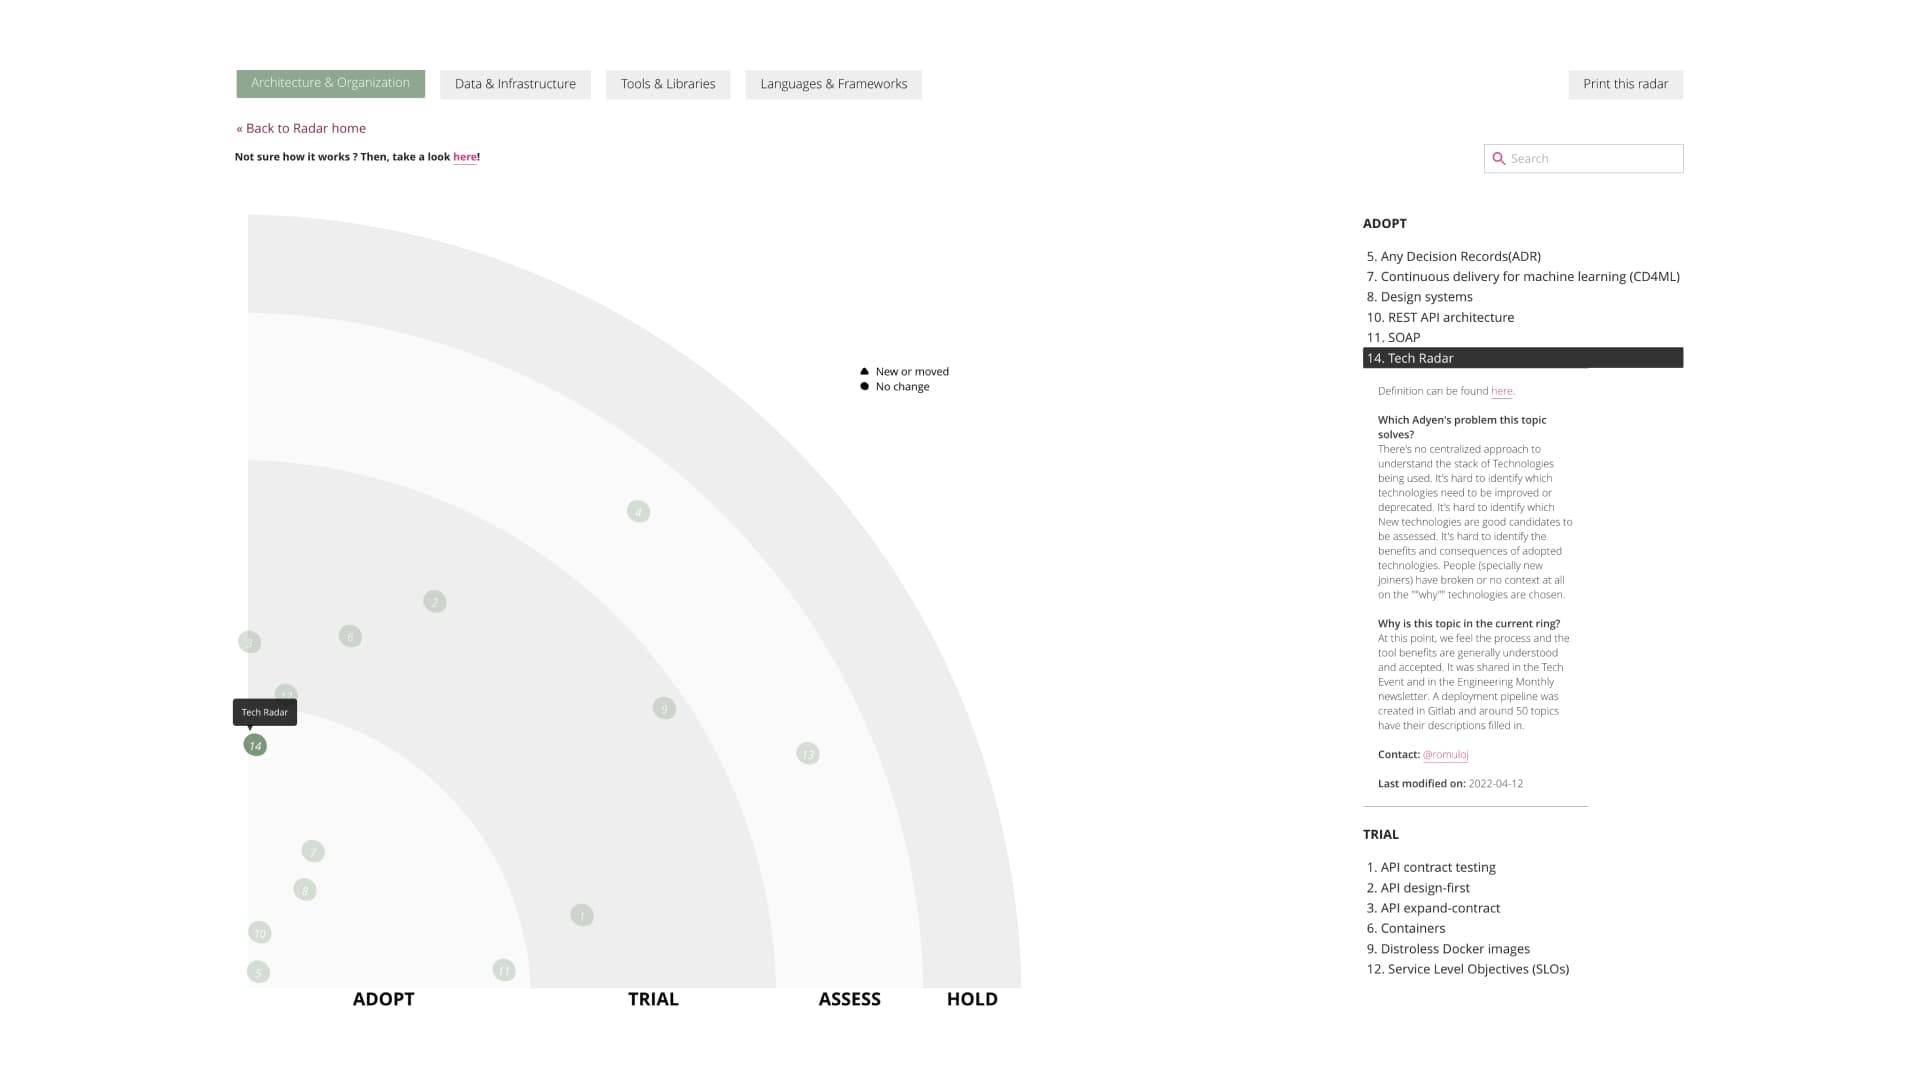 Architecture & Organization
Data & Infrastructure
Tools & Libraries
Languages & Frameworks
Print this radar
« Back to Radar home
Not sure how it works ? Then, take a look here!
Search
New or moved
No change
4
2
6
3
12
Tech Radar
14
9
13
7
8
10
5
11
1
ADOPT
TRIAL
ASSESS
HOLD
ADOPT
5. Any Decision Records(ADR)
7. Continuous delivery for machine learning (CD4ML)
8. Design systems
10. REST API architecture
11. SOAP
14. Tech Radar
Definition can be found here.
Which Adyen's problem this topic
solves?
There's no centralized approach to
understand the stack of Technologies
being used. It's hard to identify which
technologies need to be improved or
deprecated. It's hard to identify which
New technologies are good candidates to
be assessed. It's hard to identify the
benefits and consequences of adopted
technologies. People (specially new
joiners) have broken or no context at all
on the ""why"" technologies are chosen.
Why is this topic in the current ring?
At this point, we feel the process and the
tool benefits are generally understood
and accepted. It was shared in the Tech
Event and in the Engineering Monthly
newsletter. A deployment pipeline was
created in Gitlab and around 50 topics
have their descriptions filled in.
Contact: @romuloj
Last modified on: 2022-04-12
TRIAL
1. API contract testing
2. API design-first
3. API expand-contract
6. Containers
9. Distroless Docker images
12. Service Level Objectives (SLOs)